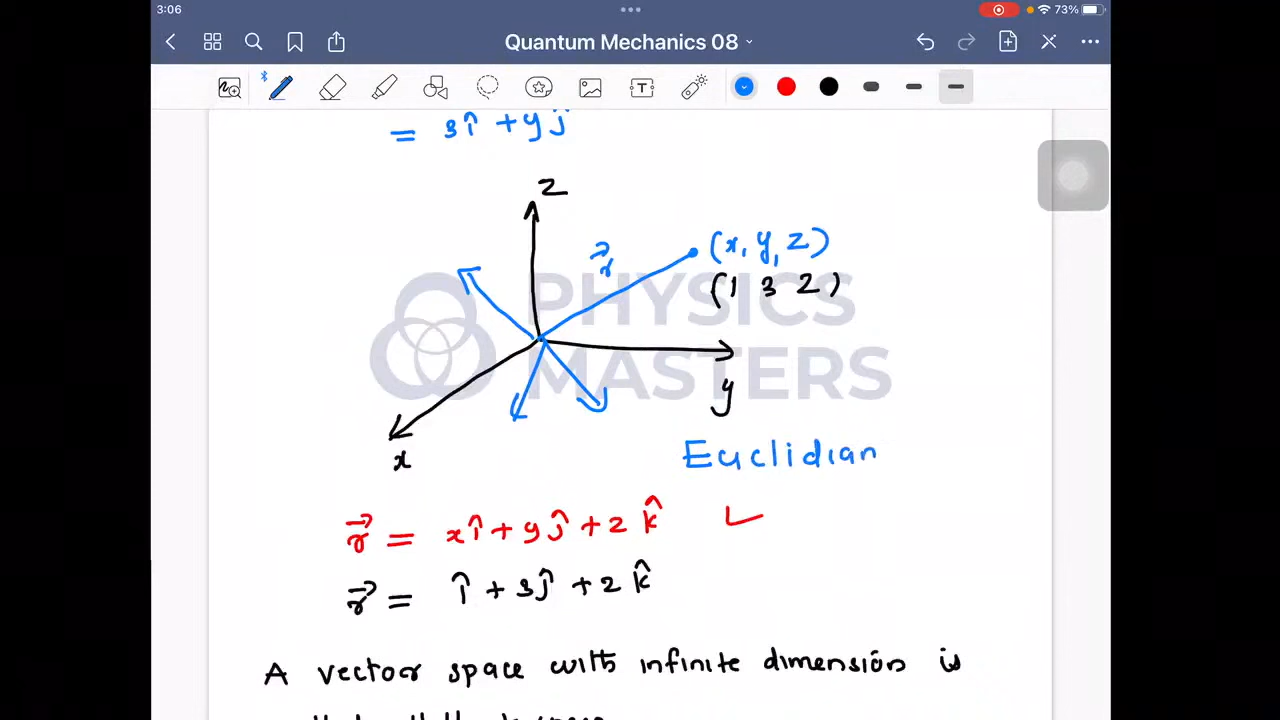 3:06
73%
Quantum Mechanics 08
= 3î + yĵ
z
r⃗
(x, y, z)
(1 3 2)
PHYSICS
MASTERS
y
x
Euclidian
r⃗ = xî + yĵ + zk̂
r⃗ = î + 3ĵ + 2k̂
A vector space with infinite dimension is